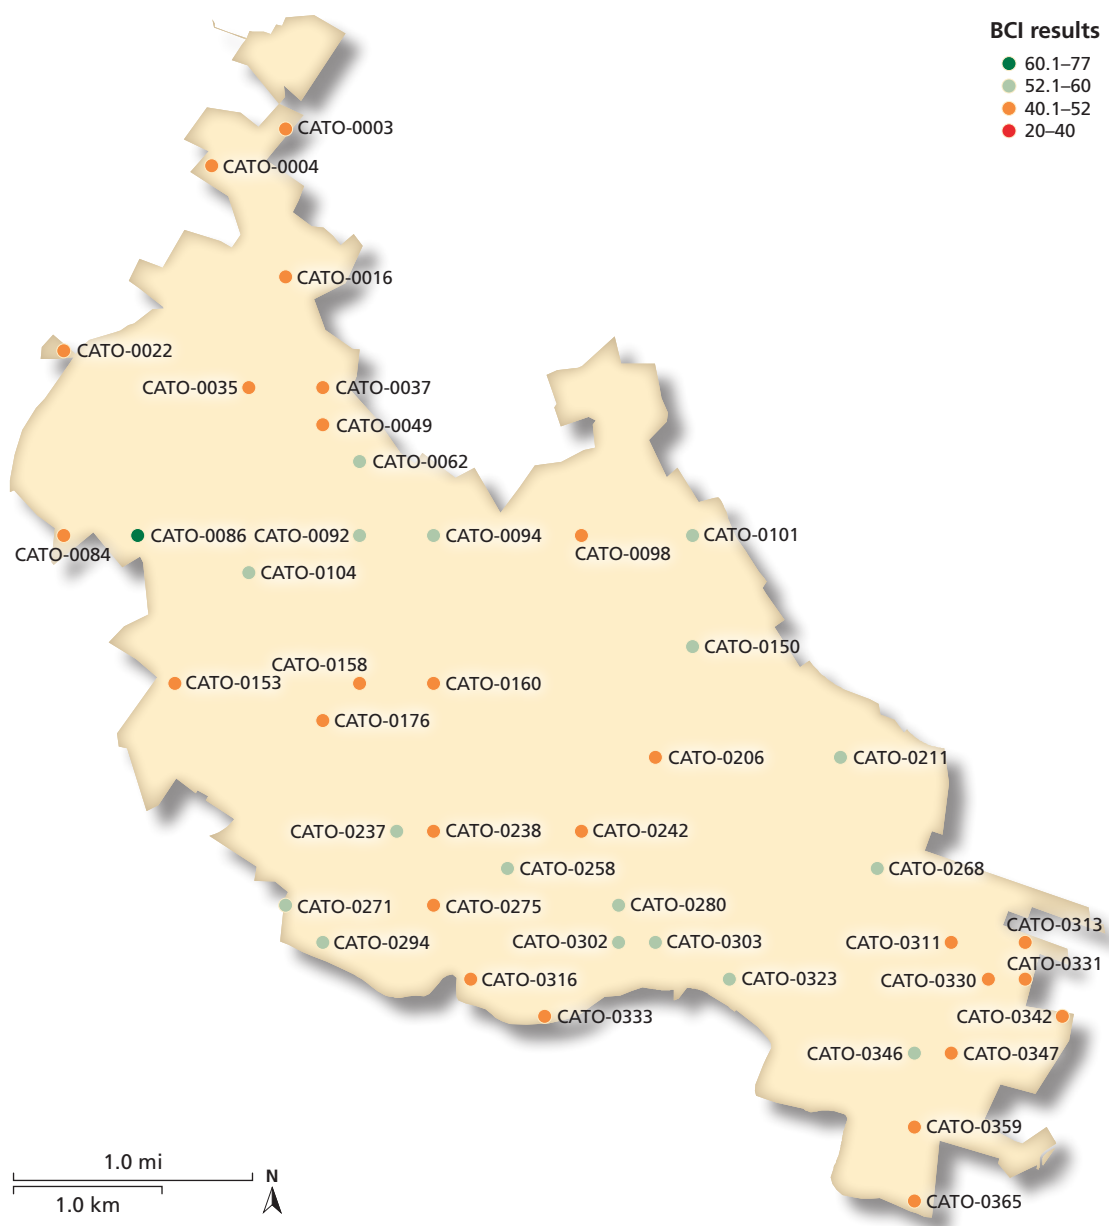 BCI results
60.1–77
52.1–60
40.1–52
20–40
CATO-0003
CATO-0004
CATO-0016
CATO-0022
CATO-0035
CATO-0037
CATO-0049
CATO-0062
CATO-0086
CATO-0092
CATO-0094
CATO-0101
CATO-0084
CATO-0098
CATO-0104
CATO-0150
CATO-0158
CATO-0153
CATO-0160
CATO-0176
CATO-0206
CATO-0211
CATO-0237
CATO-0238
CATO-0242
CATO-0258
CATO-0268
CATO-0271
CATO-0275
CATO-0280
CATO-0313
CATO-0294
CATO-0302
CATO-0303
CATO-0311
CATO-0331
CATO-0316
CATO-0323
CATO-0330
CATO-0333
CATO-0342
CATO-0346
CATO-0347
CATO-0359
1.0 mi
N
CATO-0365
1.0 km